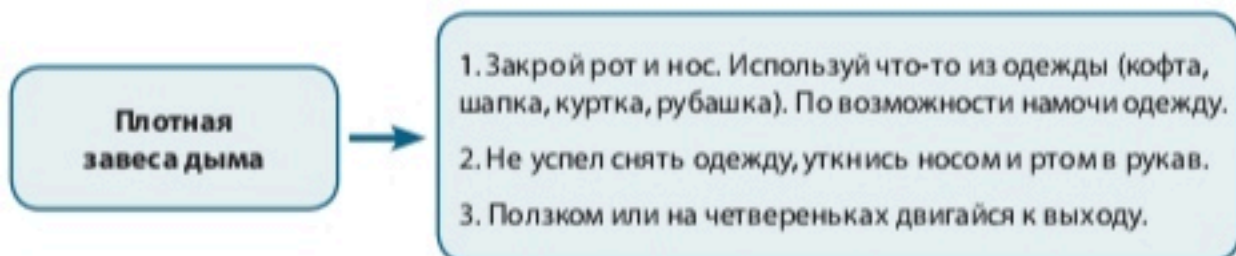 Плотная
завеса дыма
1. Закрой рот и нос. Используй что-то из одежды (кофта,
шапка, куртка, рубашка). По возможности намочи одежду.
2. Не успел снять одежду, уткнись носом и ртом в рукав.
3. Ползком или на четвереньках двигайся к выходу.